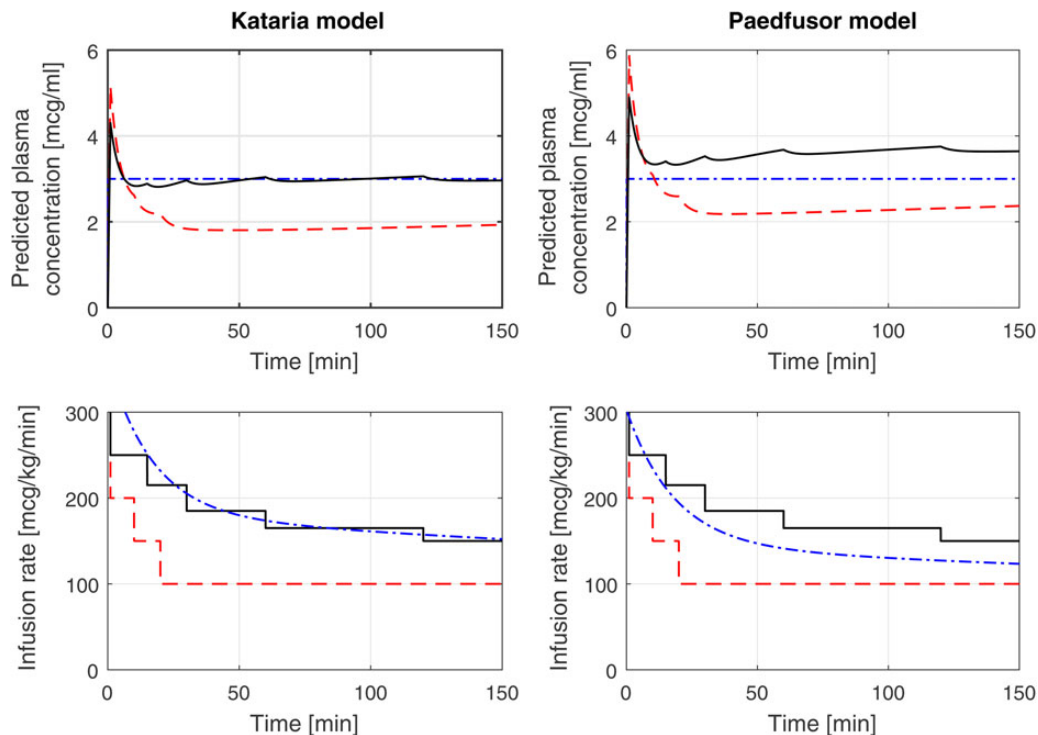 Kataria model
Paedfusor model
6
4
2
0
Predicted plasma
concentration [mcg/ml]
0
50
100
150
Time [min]
6
4
2
0
Predicted plasma
concentration [mcg/ml]
0
50
100
150
Time [min]
300
200
100
0
Infusion rate [mcg/kg/min]
0
50
100
150
Time [min]
300
200
100
0
Infusion rate [mcg/kg/min]
0
50
100
150
Time [min]